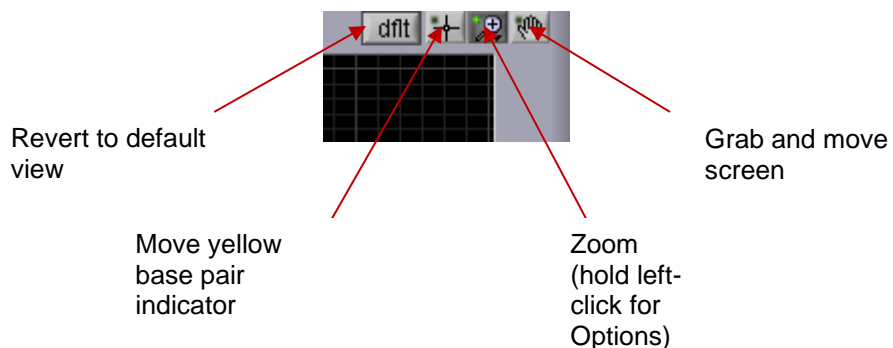 dflt
Revert to default
view
Grab and move
screen
Move yellow
base pair
indicator
Zoom
(hold left-
click for
Options)